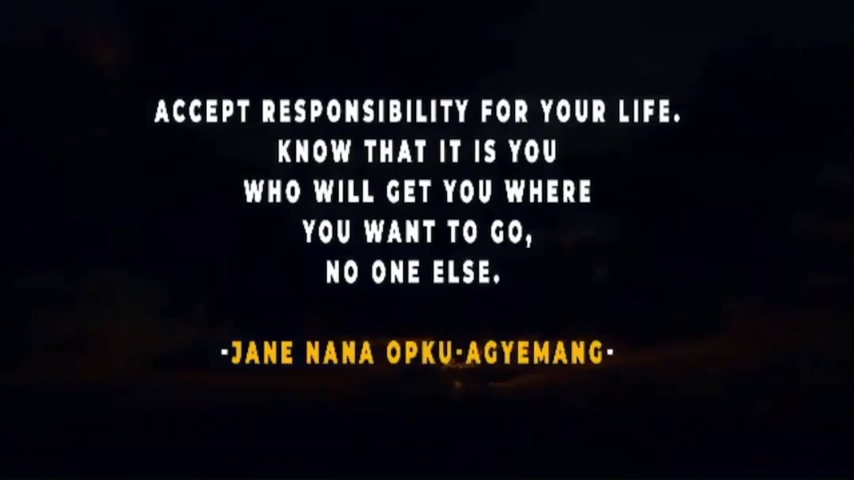 ACCEPT RESPONSIBILITY FOR YOUR LIFE.
KNOW THAT IT IS YOU
WHO WILL GET YOU WHERE
YOU WANT TO GO,
NO ONE ELSE.
-JANE NANA OPKU-AGYEMANG-